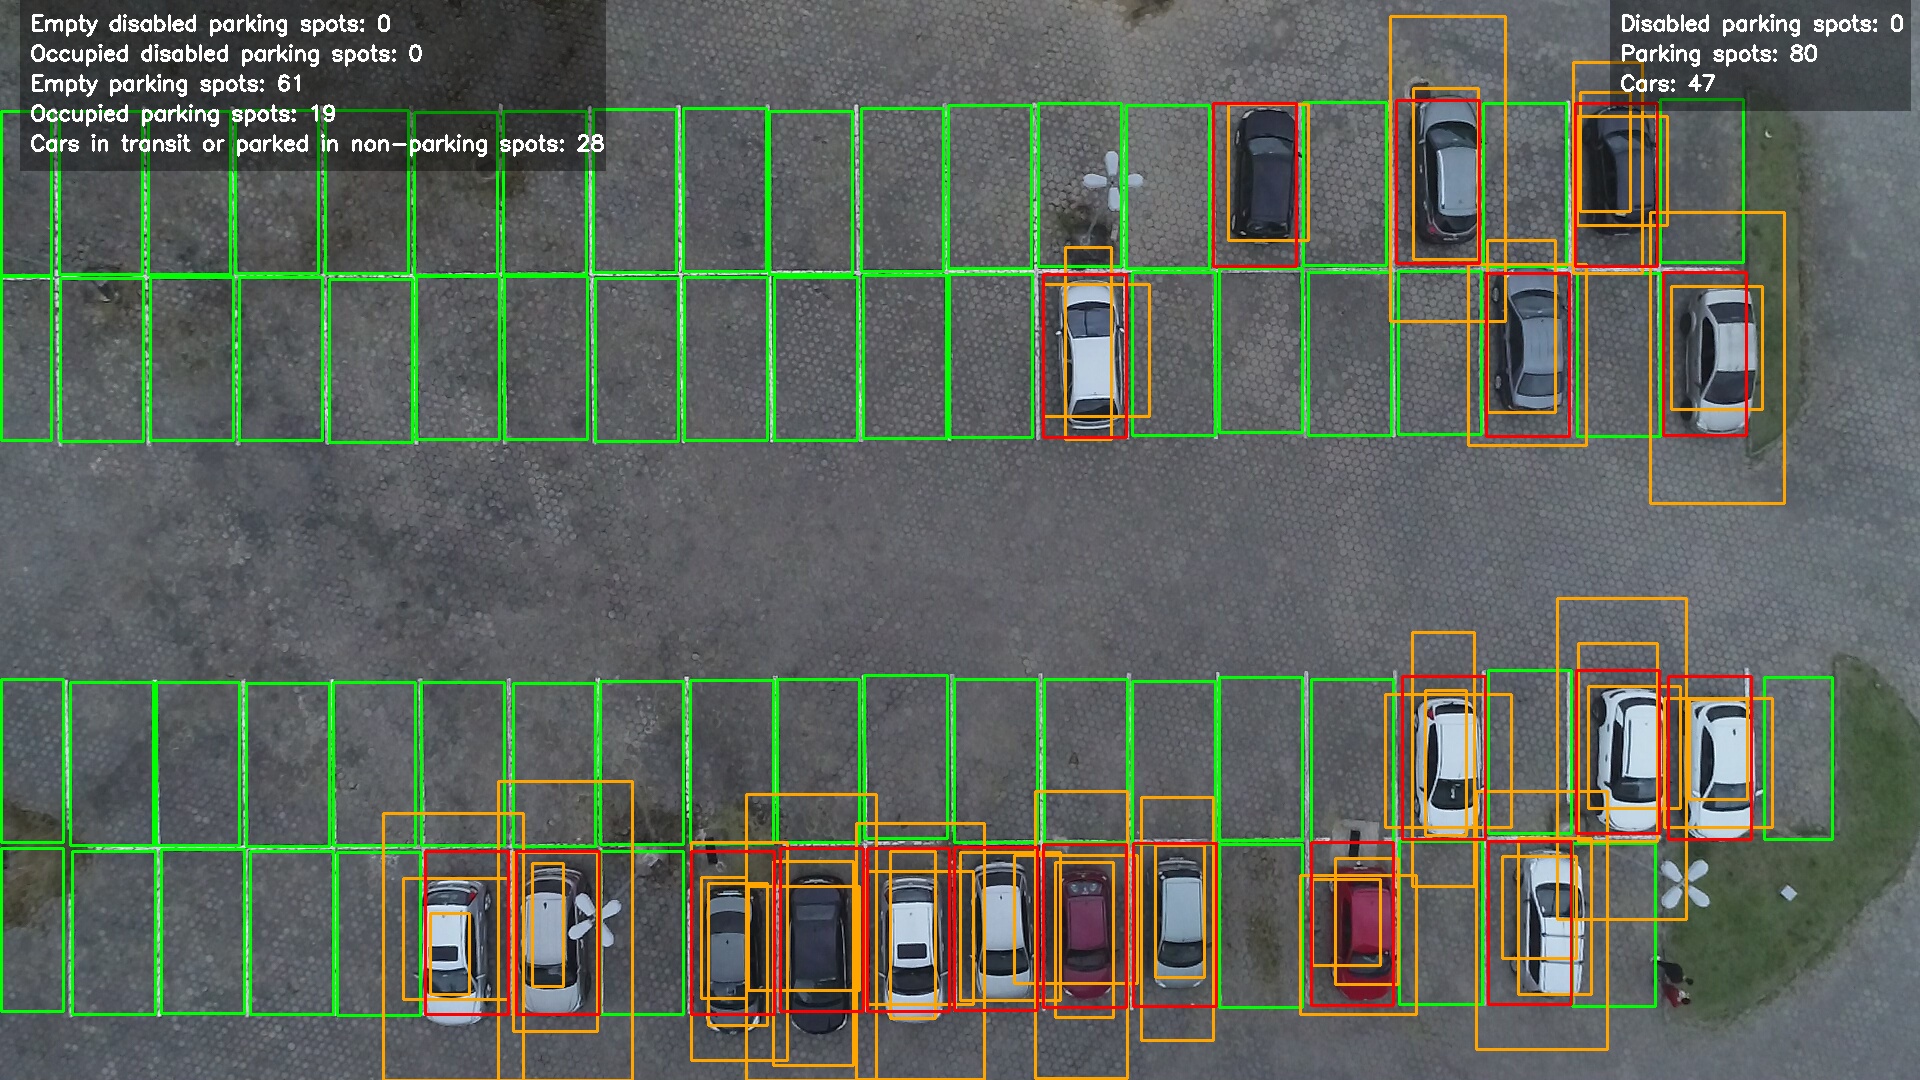 Empty disabled parking spots: 0
Occupied disabled parking spots: 0
Empty parking spots: 61
Occupied parking spots: 19
Cars in transit or parked in non-parking spots: 28
Disabled parking spots: 0
Parking spots: 80
Cars: 47